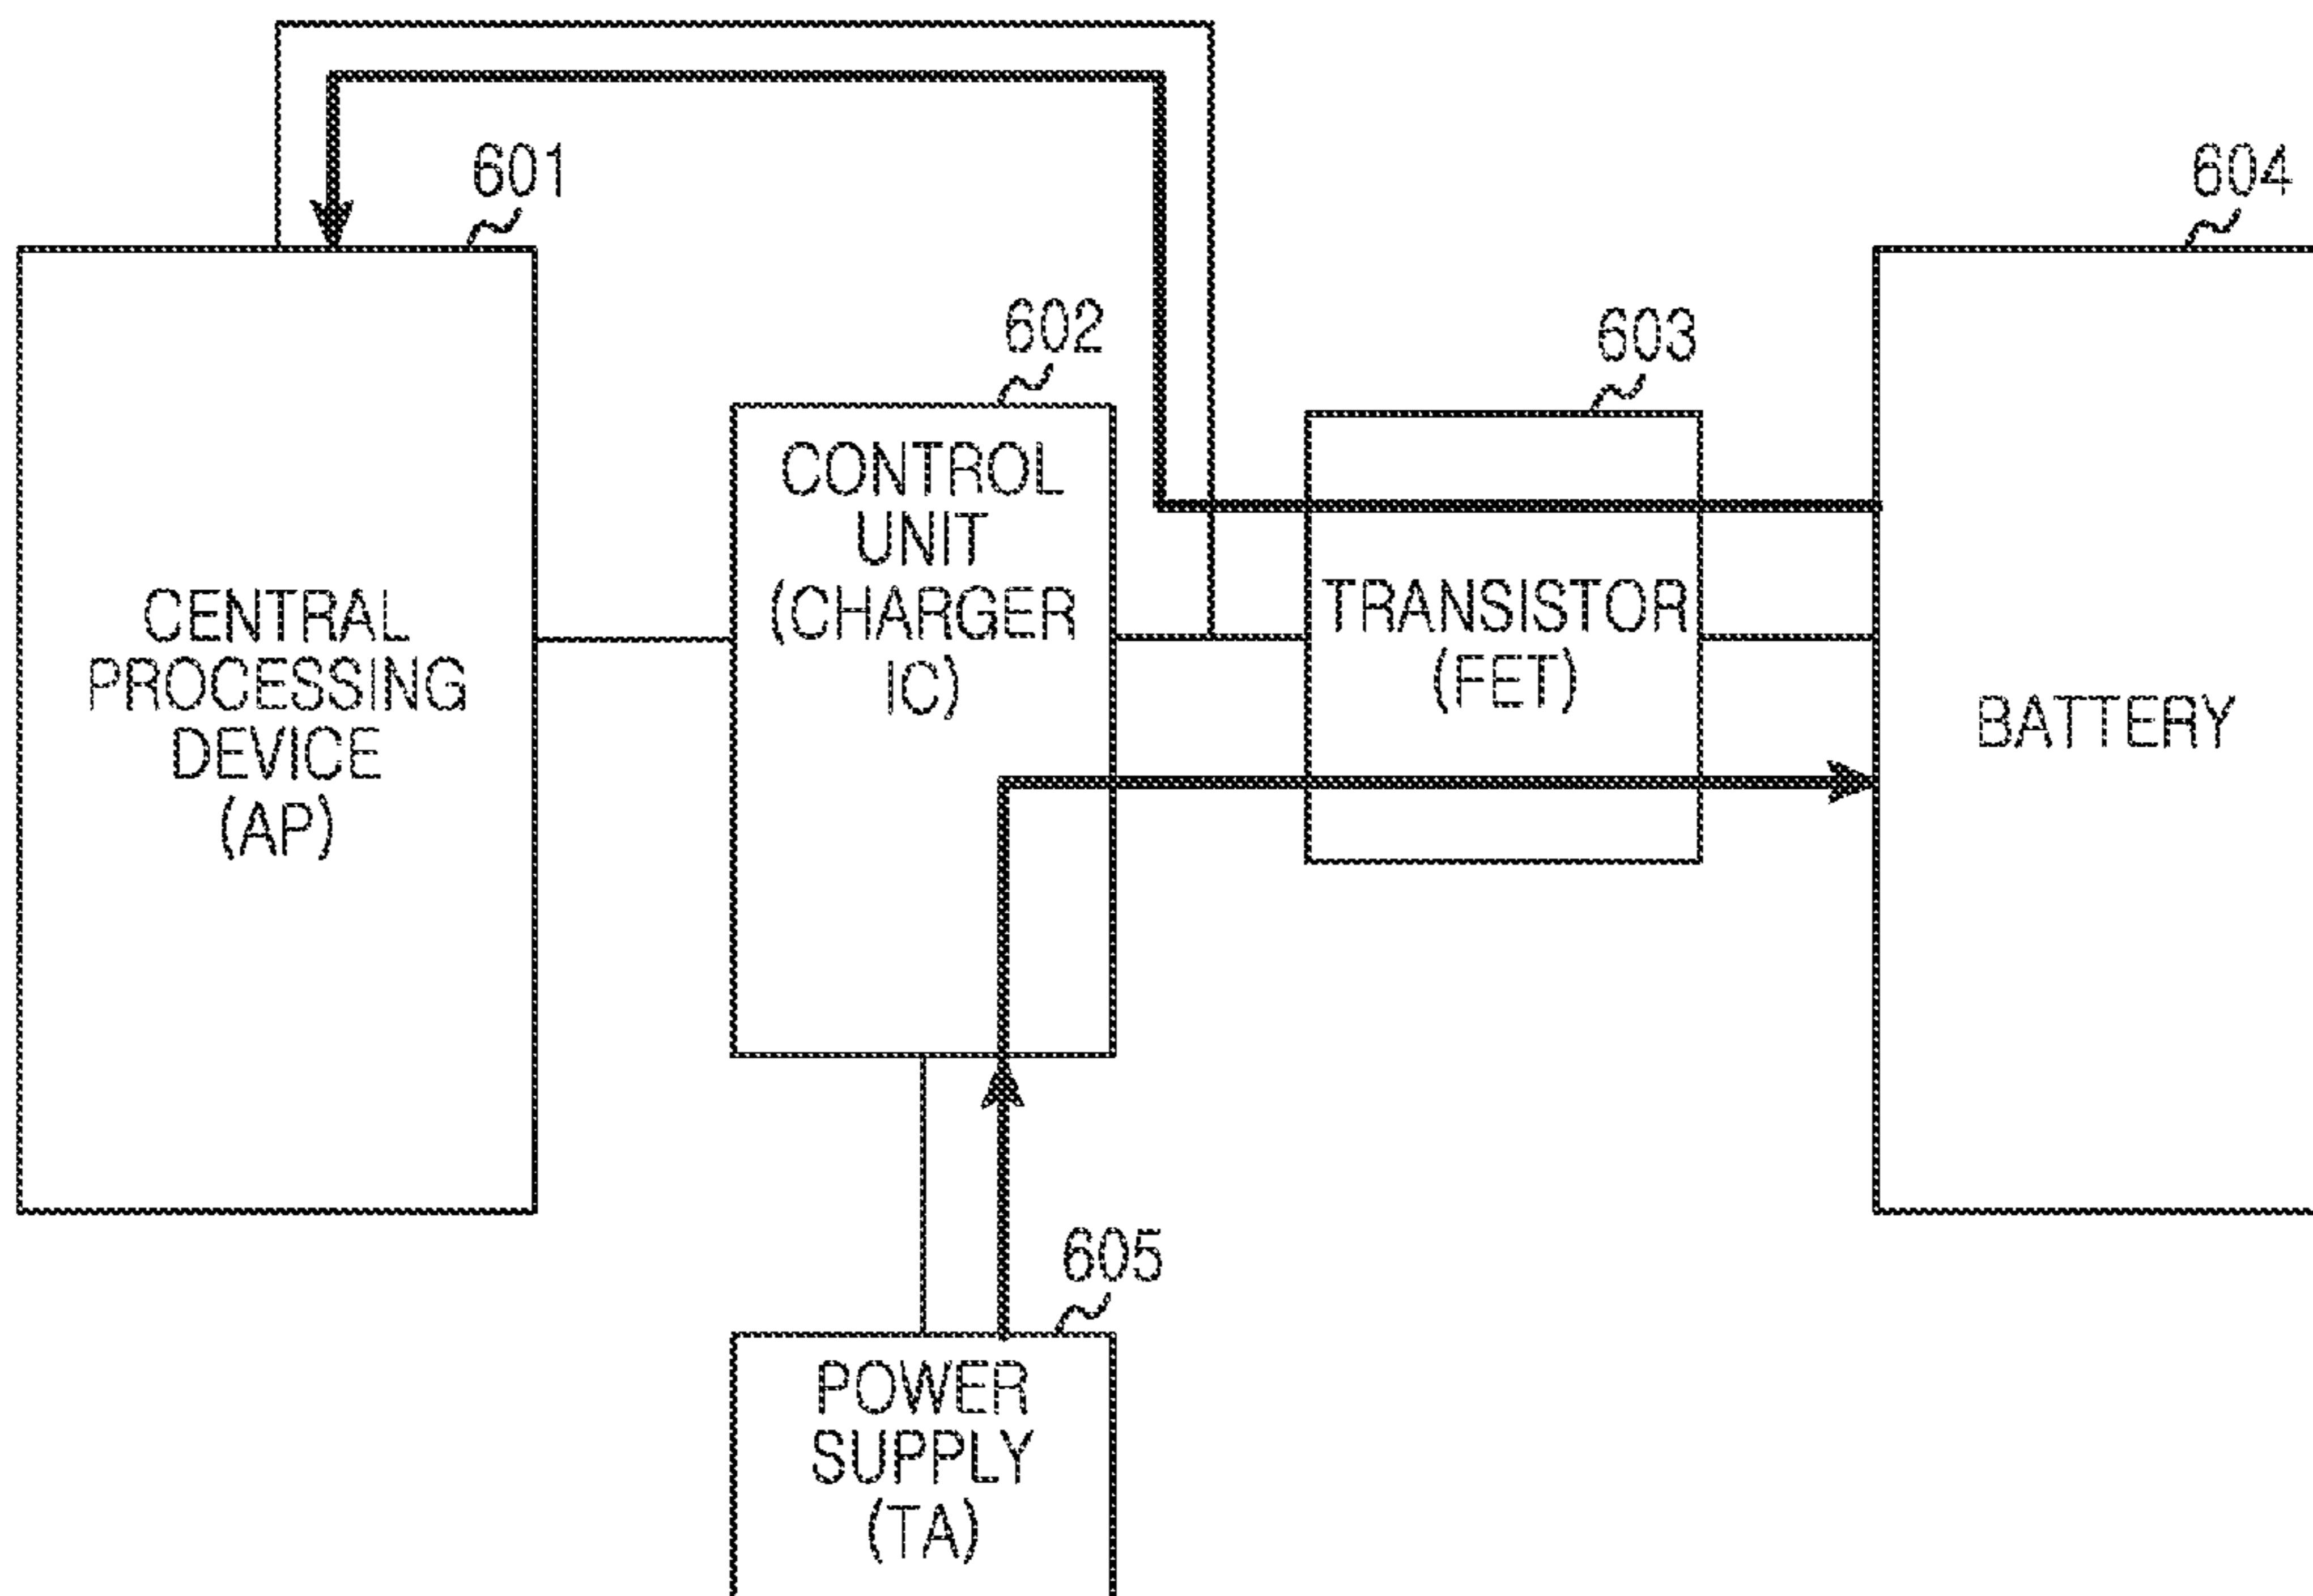 601
604
602
603
CONTROL
UNIT
(CHARGER
IC)
TRANSISTOR
(FET)
CENTRAL
PROCESSING
DEVICE
(AP)
BATTERY
605
POWER
SUPPLY
(TA)